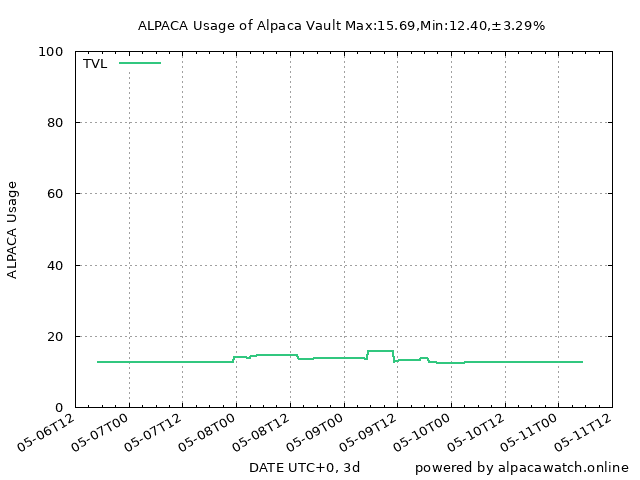 ALPACA Usage of Alpaca Vault Max:15.69,Min:12.40,±3.29%
TVL
ALPACA Usage
100
80
60
40
20
0
05-06T12
05-07T00
05-07T12
05-08T00
05-08T12
05-09T00
05-09T12
05-10T00
05-10T12
05-11T00
05-11T12
DATE UTC+0, 3d
powered by alpacawatch.online